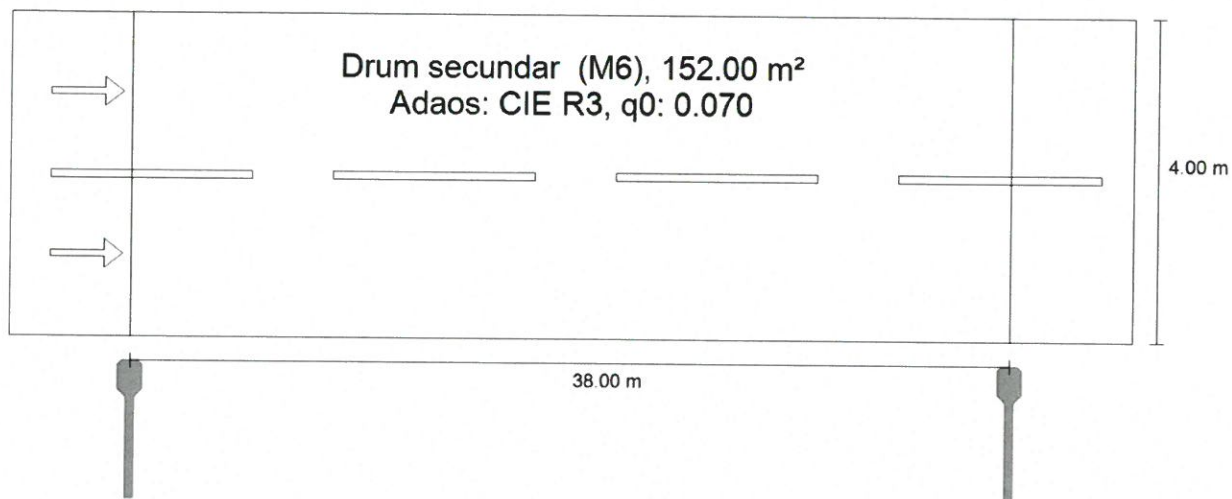 Drum secundar (M6), 152.00 m²
Adaos: CIE R3, q0: 0.070
4.00 m
38.00 m